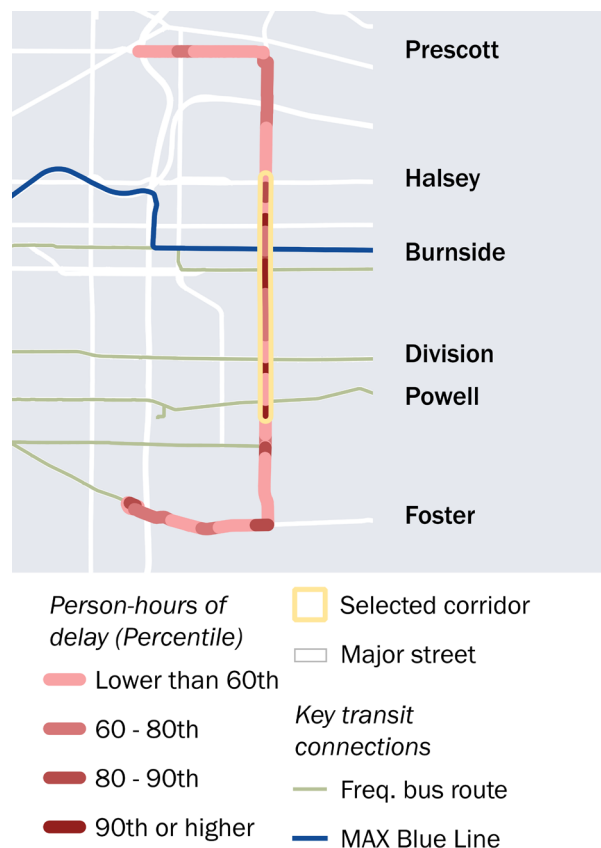 Prescott
Halsey
Burnside
Division
Powell
Foster
Person-hours of
delay (Percentile)
Lower than 60th
60 - 80th
80 - 90th
90th or higher
Selected corridor
Major street
Key transit
connections
Freq. bus route
MAX Blue Line